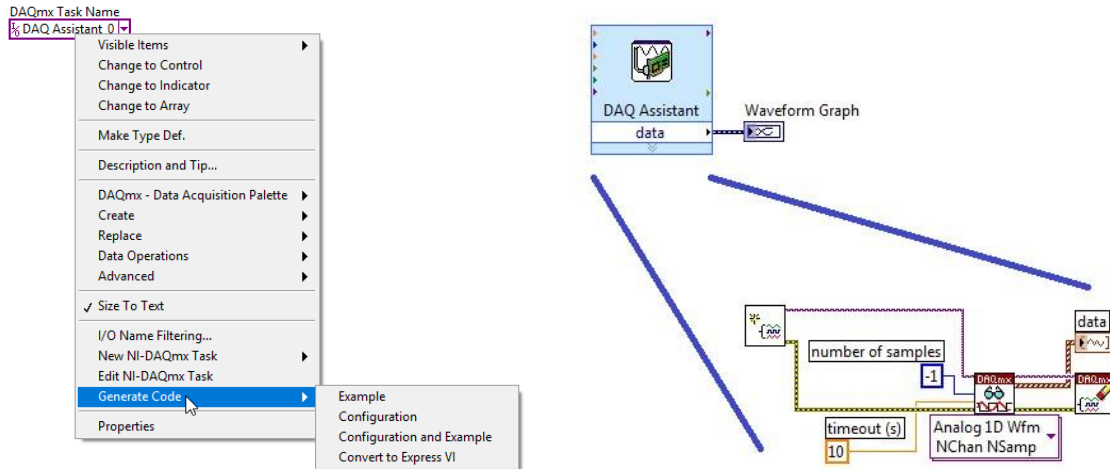 DAQmx Task Name
DAQ Assistant_0
Visible Items
Change to Control
Change to Indicator
Change to Array
Make Type Def.
Description and Tip...
DAQmx - Data Acquisition Palette
Create
Replace
Data Operations
Advanced
Size To Text
I/O Name Filtering...
New NI-DAQmx Task
Edit NI-DAQmx Task
Generate Code
Properties
Example
Configuration
Configuration and Example
Convert to Express VI
DAQ Assistant
data
Waveform Graph
data
number of samples
-1
DAQmx
DAQmx
timeout (s)
10
Analog 1D Wfm
NChan NSamp